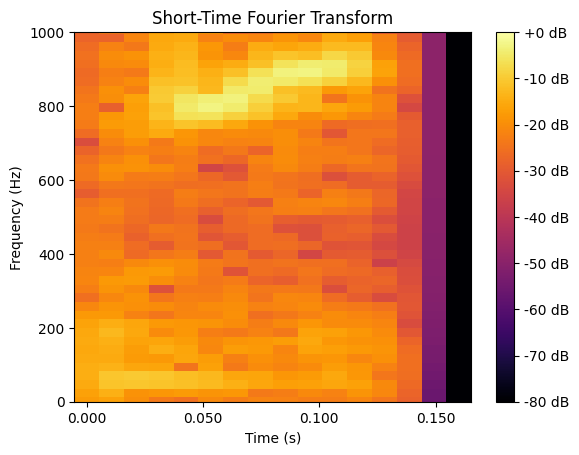 Short-Time Fourier Transform
1000
800
600
400
200
0
Frequency (Hz)
0.000
0.050
0.100
0.150
Time (s)
+0 dB
-10 dB
-20 dB
-30 dB
-40 dB
-50 dB
-60 dB
-70 dB
-80 dB